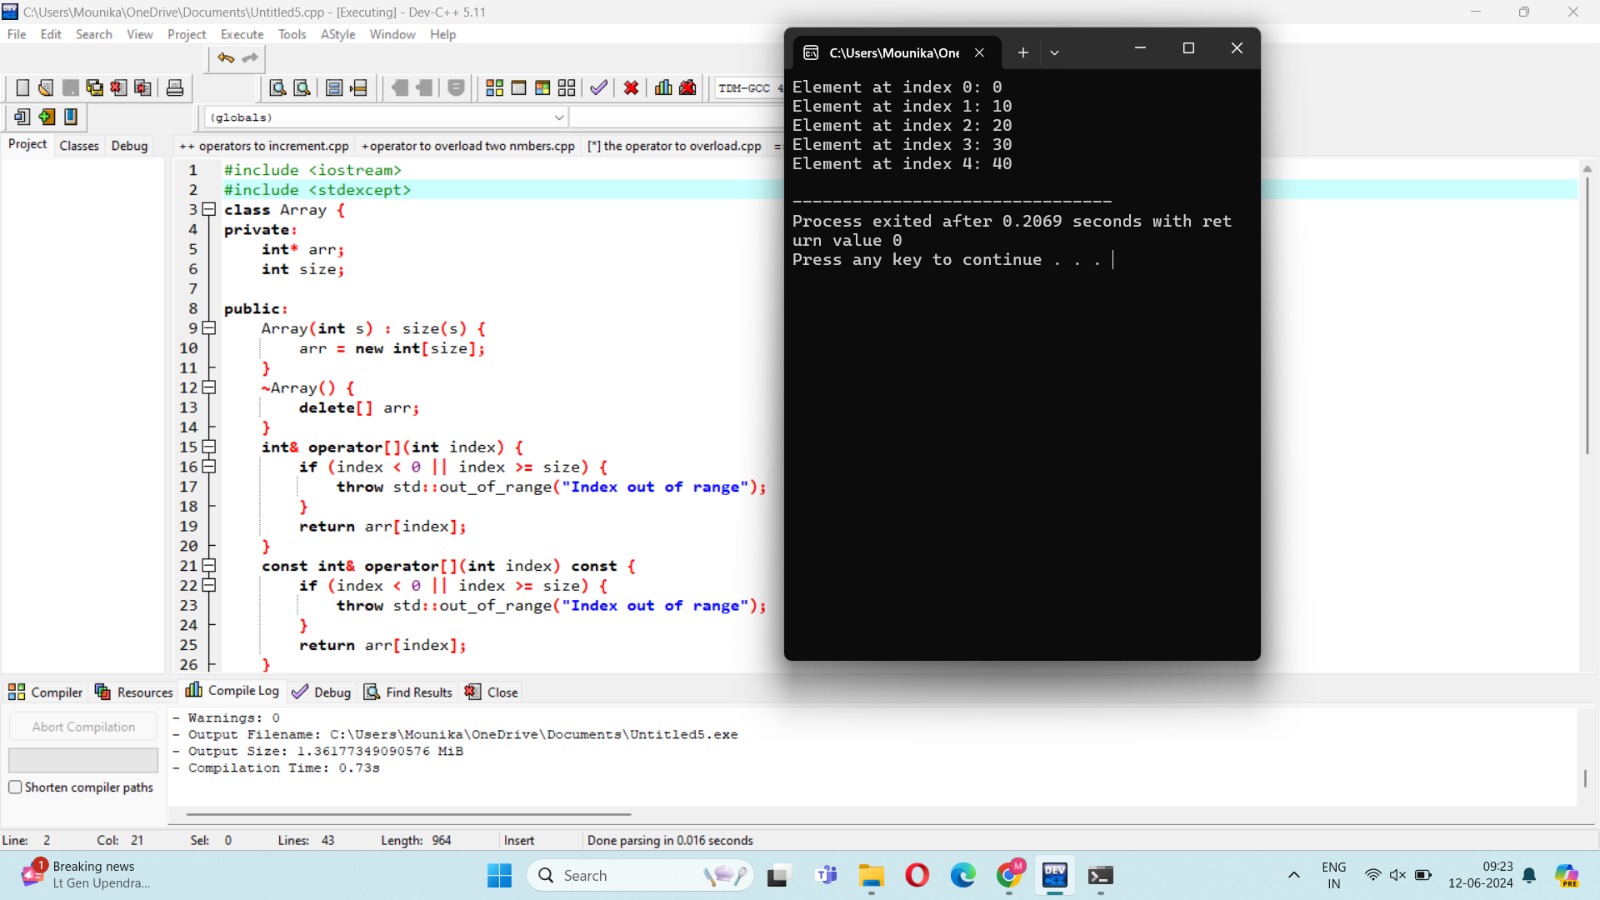 C:\Users\Mounika\OneDrive\Documents\Untitled5.cpp - [Executing] - Dev-C++ 5.11
File Edit Search View Project Execute Tools AStyle Window Help
TDM-GCC 4
(globals)
Project Classes Debug
++ operators to increment.cpp +operator to overload two nmbers.cpp [*] the operator to overload.cpp =
1 #include <iostream>
2 #include <stdexcept>
3 class Array {
4 private:
5 int* arr;
6 int size;
7
8 public:
9 Array(int s) : size(s) {
10 arr = new int[size];
11 }
12 ~Array() {
13 delete[] arr;
14 }
15 int& operator[](int index) {
16 if (index < 0 || index >= size) {
17 throw std::out_of_range("Index out of range");
18 }
19 return arr[index];
20 }
21 const int& operator[](int index) const {
22 if (index < 0 || index >= size) {
23 throw std::out_of_range("Index out of range");
24 }
25 return arr[index];
26 }
C:\Users\Mounika\One
Element at index 0: 0
Element at index 1: 10
Element at index 2: 20
Element at index 3: 30
Element at index 4: 40
--------------------------------
Process exited after 0.2069 seconds with ret
urn value 0
Press any key to continue . . .
Compiler Resources Compile Log Debug Find Results Close
Abort Compilation
Shorten compiler paths
- Warnings: 0
- Output Filename: C:\Users\Mounika\OneDrive\Documents\Untitled5.exe
- Output Size: 1.36177349090576 MiB
- Compilation Time: 0.73s
Line: 2 Col: 21 Sel: 0 Lines: 43 Length: 964 Insert Done parsing in 0.016 seconds
1
Breaking news
Lt Gen Upendra...
Search
M
DEV
ENG
IN
09:23
12-06-2024
PRE